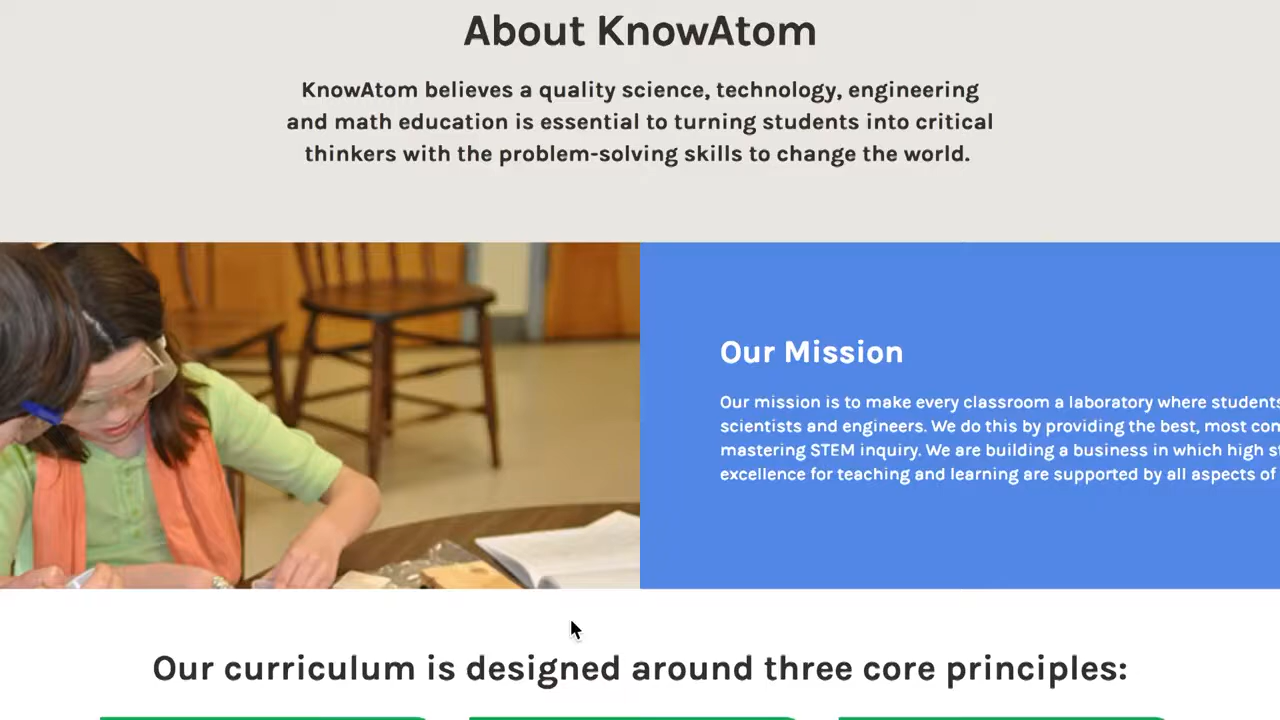 About KnowAtom
KnowAtom believes a quality science, technology, engineering
and math education is essential to turning students into critical
thinkers with the problem-solving skills to change the world.
Our Mission
Our mission is to make every classroom a laboratory where students
scientists and engineers. We do this by providing the best, most
mastering STEM inquiry. We are building a business in which high
excellence for teaching and learning are supported by all aspects of
Our curriculum is designed around three core principles: